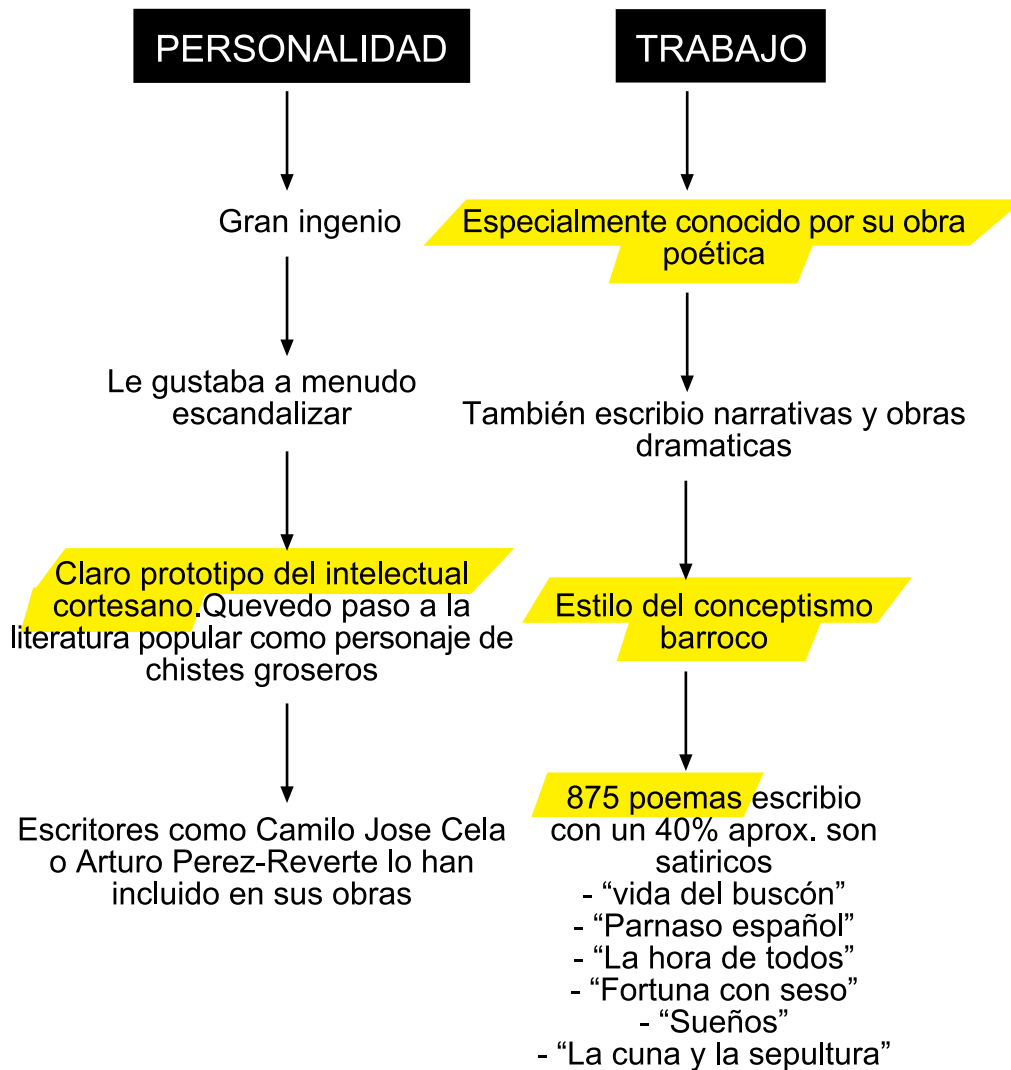 PERSONALIDAD
Gran ingenio
Le gustaba a menudo
escandalizar
Claro prototipo del intelectual
cortesano.Quevedo paso a la
literatura popular como personaje de
chistes groseros
Escritores como Camilo Jose Cela
o Arturo Perez-Reverte lo han
incluido en sus obras
TRABAJO
Especialmente conocido por su obra
poética
También escribio narrativas y obras
dramaticas
Estilo del conceptismo
barroco
875 poemas escribio
con un 40% aprox. son
satiricos
- “vida del buscón”
- “Parnaso español”
- “La hora de todos”
- “Fortuna con seso”
- “Sueños”
- “La cuna y la sepultura”